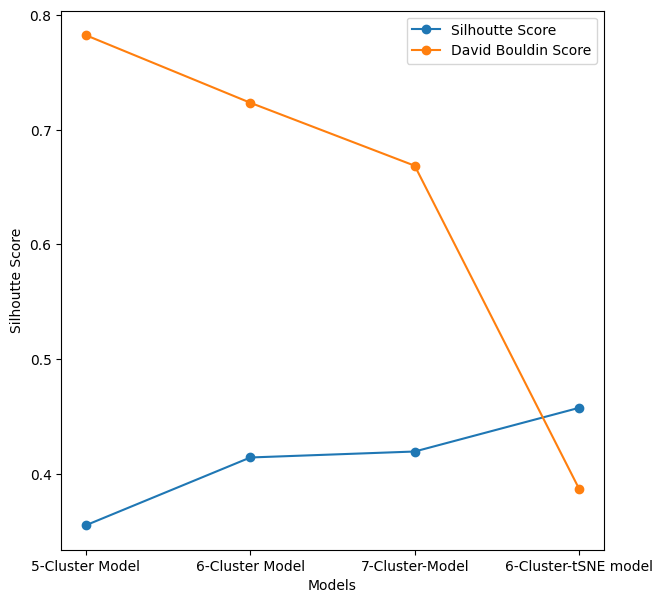 Silhoutte Score
David Bouldin Score
0.8
0.7
0.6
0.5
0.4
Silhoutte Score
5-Cluster Model
6-Cluster Model
7-Cluster-Model
6-Cluster-tSNE model
Models